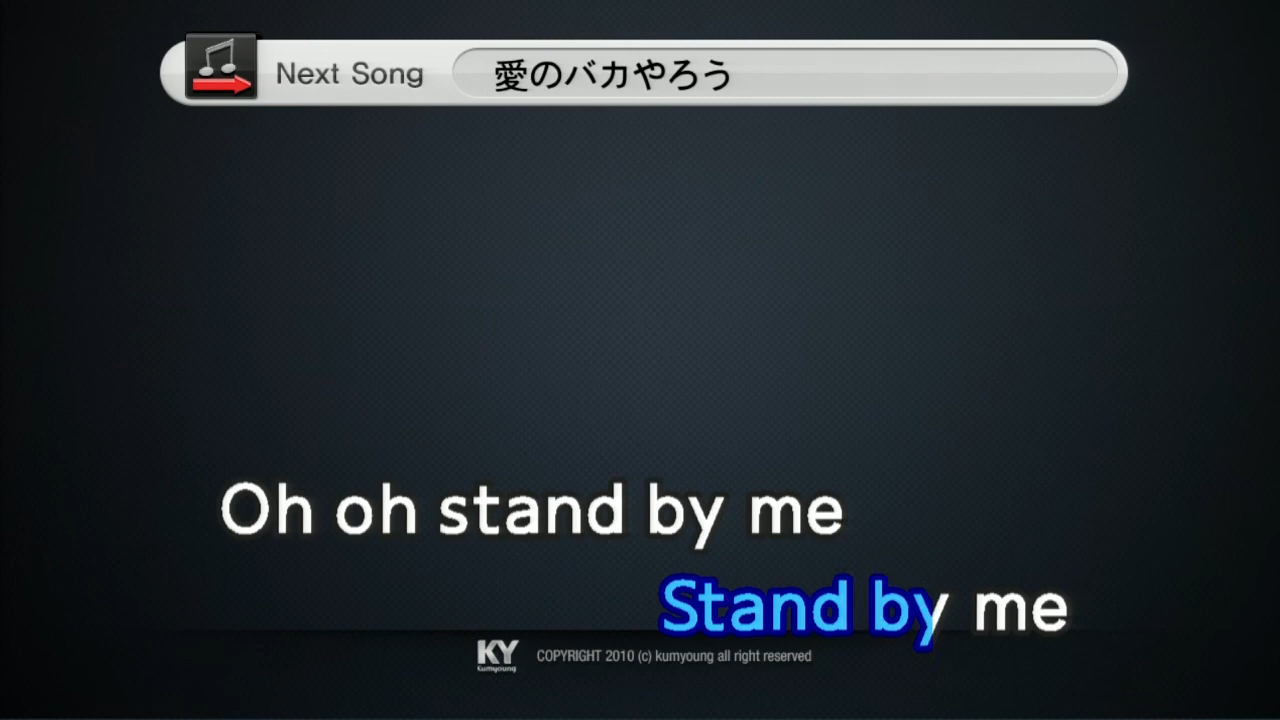 Next Song 愛のバカやろう
Oh oh stand by me
Stand by me
KY
kumyoung
COPYRIGHT 2010 (c) kumyoung all right reserved